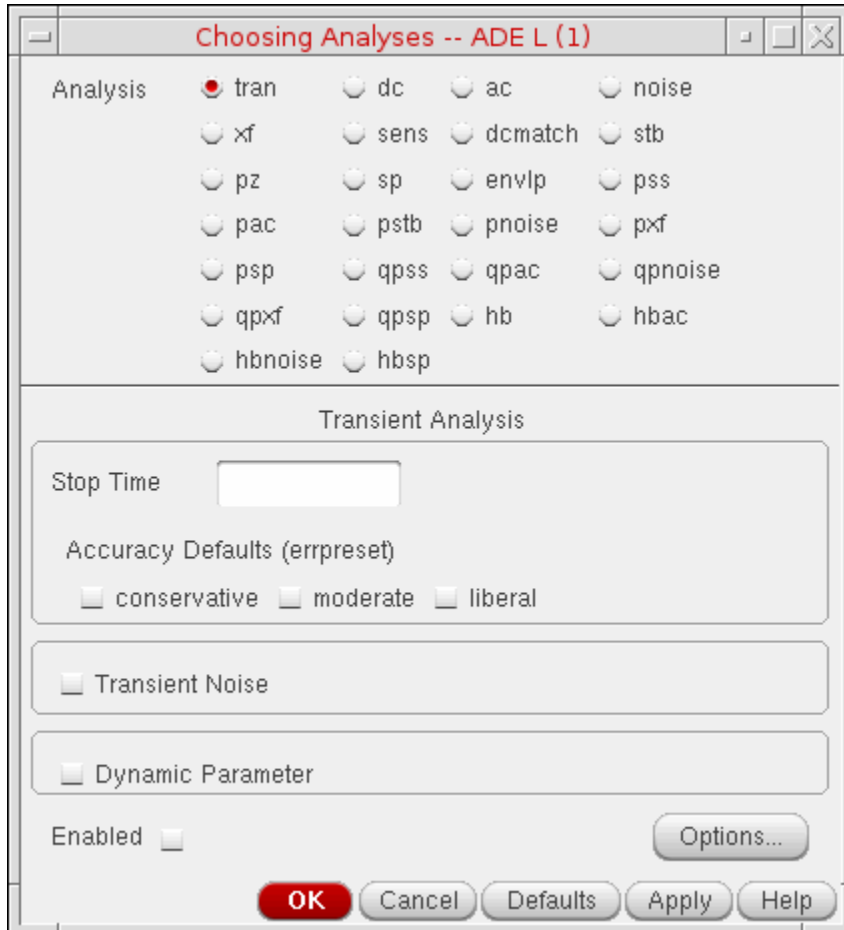 Choosing Analyses -- ADE L (1)
Analysis tran dc ac noise
xf sens dcmatch stb
pz sp envlp pss
pac pstb pnoise pxf
psp qpss qpac qpnoise
qpxf qpsp hb hbac
hbnoise hbsp
Transient Analysis
Stop Time
Accuracy Defaults (errpreset)
conservative moderate liberal
Transient Noise
Dynamic Parameter
Enabled Options...
OK Cancel Defaults Apply Help